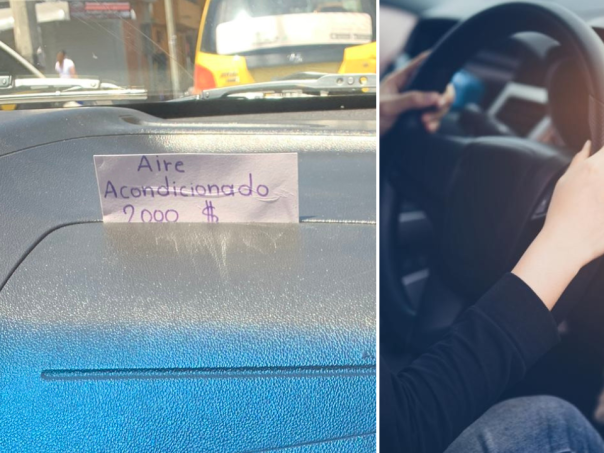 Aire
Acondicionado
2000 $